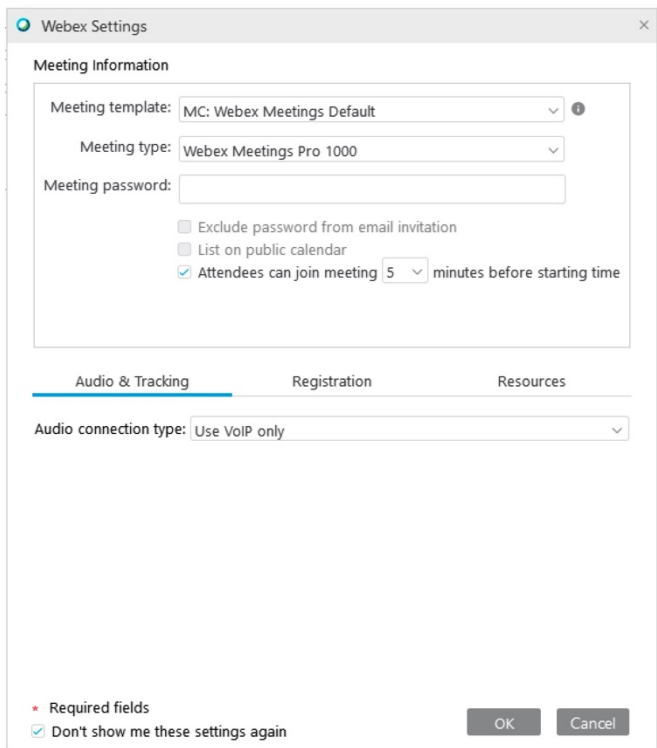 Webex Settings
Meeting Information
Meeting template: MC: Webex Meetings Default
Meeting type: Webex Meetings Pro 1000
Meeting password:
Exclude password from email invitation
List on public calendar
Attendees can join meeting 5 minutes before starting time
Audio & Tracking Registration Resources
Audio connection type: Use VoIP only
* Required fields
Don't show me these settings again
OK Cancel